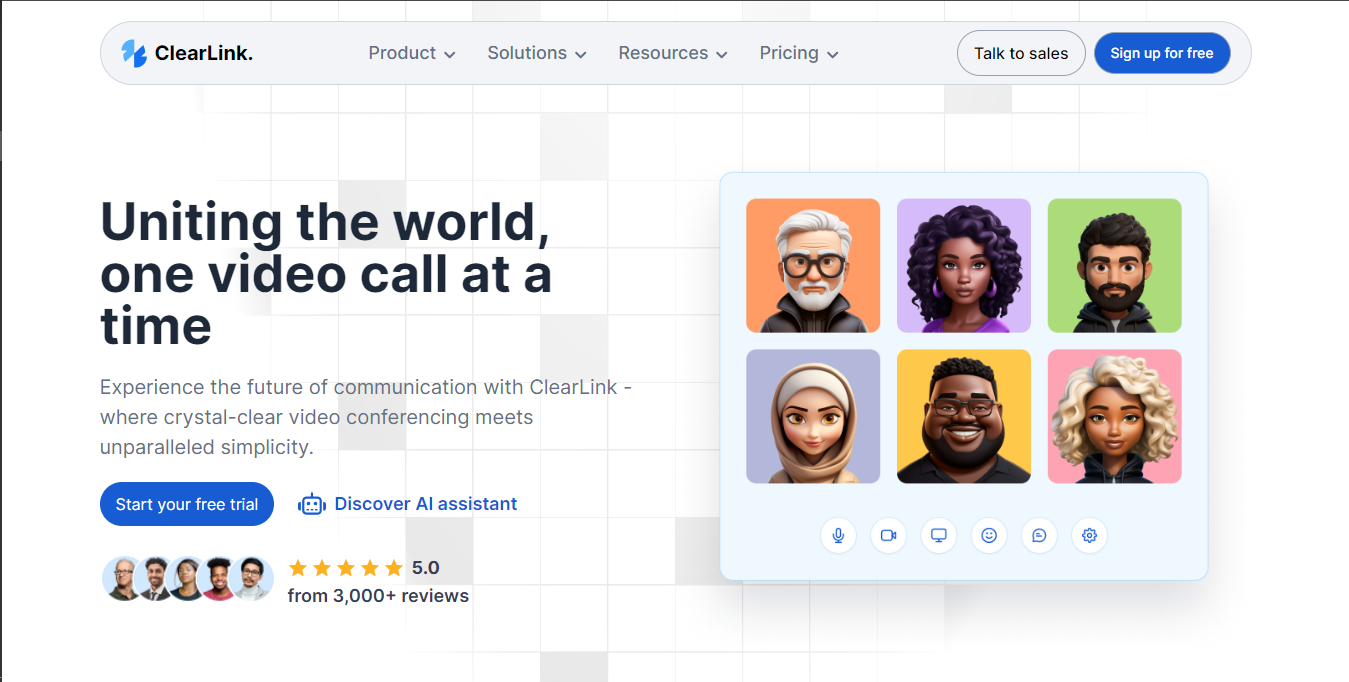 ClearLink.
Product
Solutions
Resources
Pricing
Talk to sales
Sign up for free
Uniting the world,
one video call at a
time
Experience the future of communication with ClearLink -
where crystal-clear video conferencing meets
unparalleled simplicity.
Start your free trial
Discover AI assistant
5.0
from 3,000+ reviews